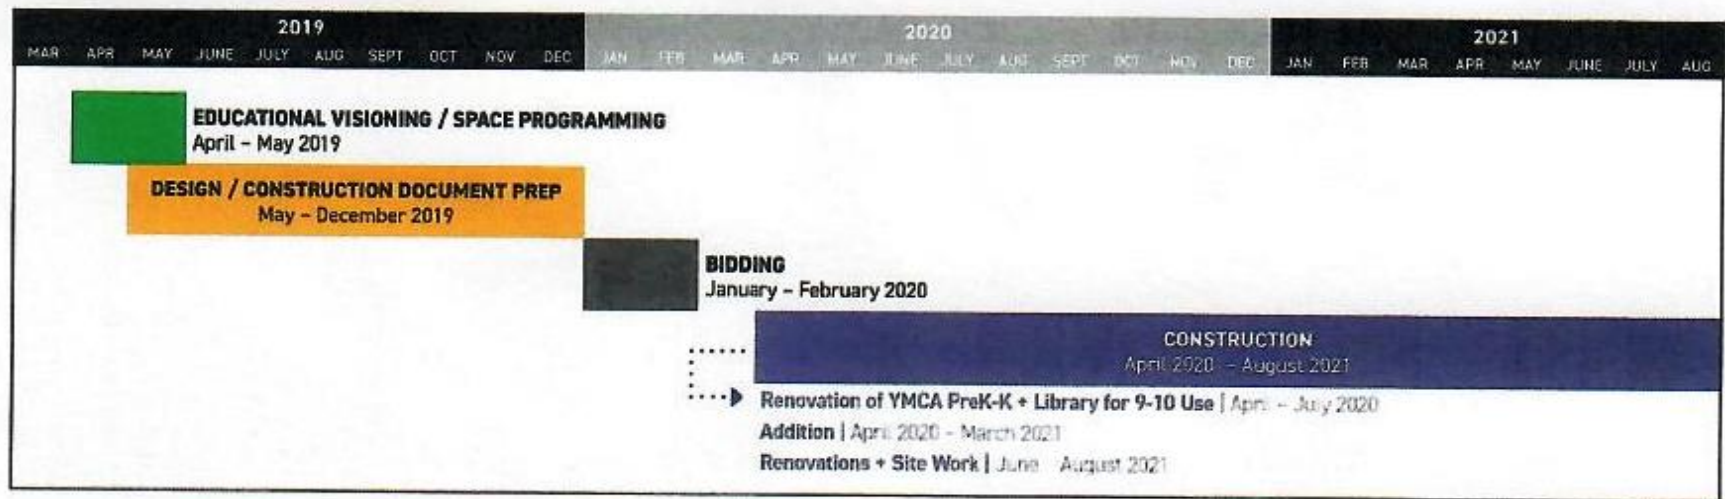 2019 2020 2021
MAR APR MAY JUNE JULY AUG SEPT OCT NOV DEC JAN FEB MAR APR MAY JUNE JULY AUG SEPT OCT NOV DEC JAN FEB MAR APR MAY JUNE JULY AUG
EDUCATIONAL VISIONING / SPACE PROGRAMMING
April – May 2019
DESIGN / CONSTRUCTION DOCUMENT PREP
May – December 2019
BIDDING
January – February 2020
CONSTRUCTION
April 2020 – August 2021
Renovation of YMCA PreK-K + Library for 9-10 Use | April – July 2020
Addition | April 2020 – March 2021
Renovations + Site Work | June – August 2021